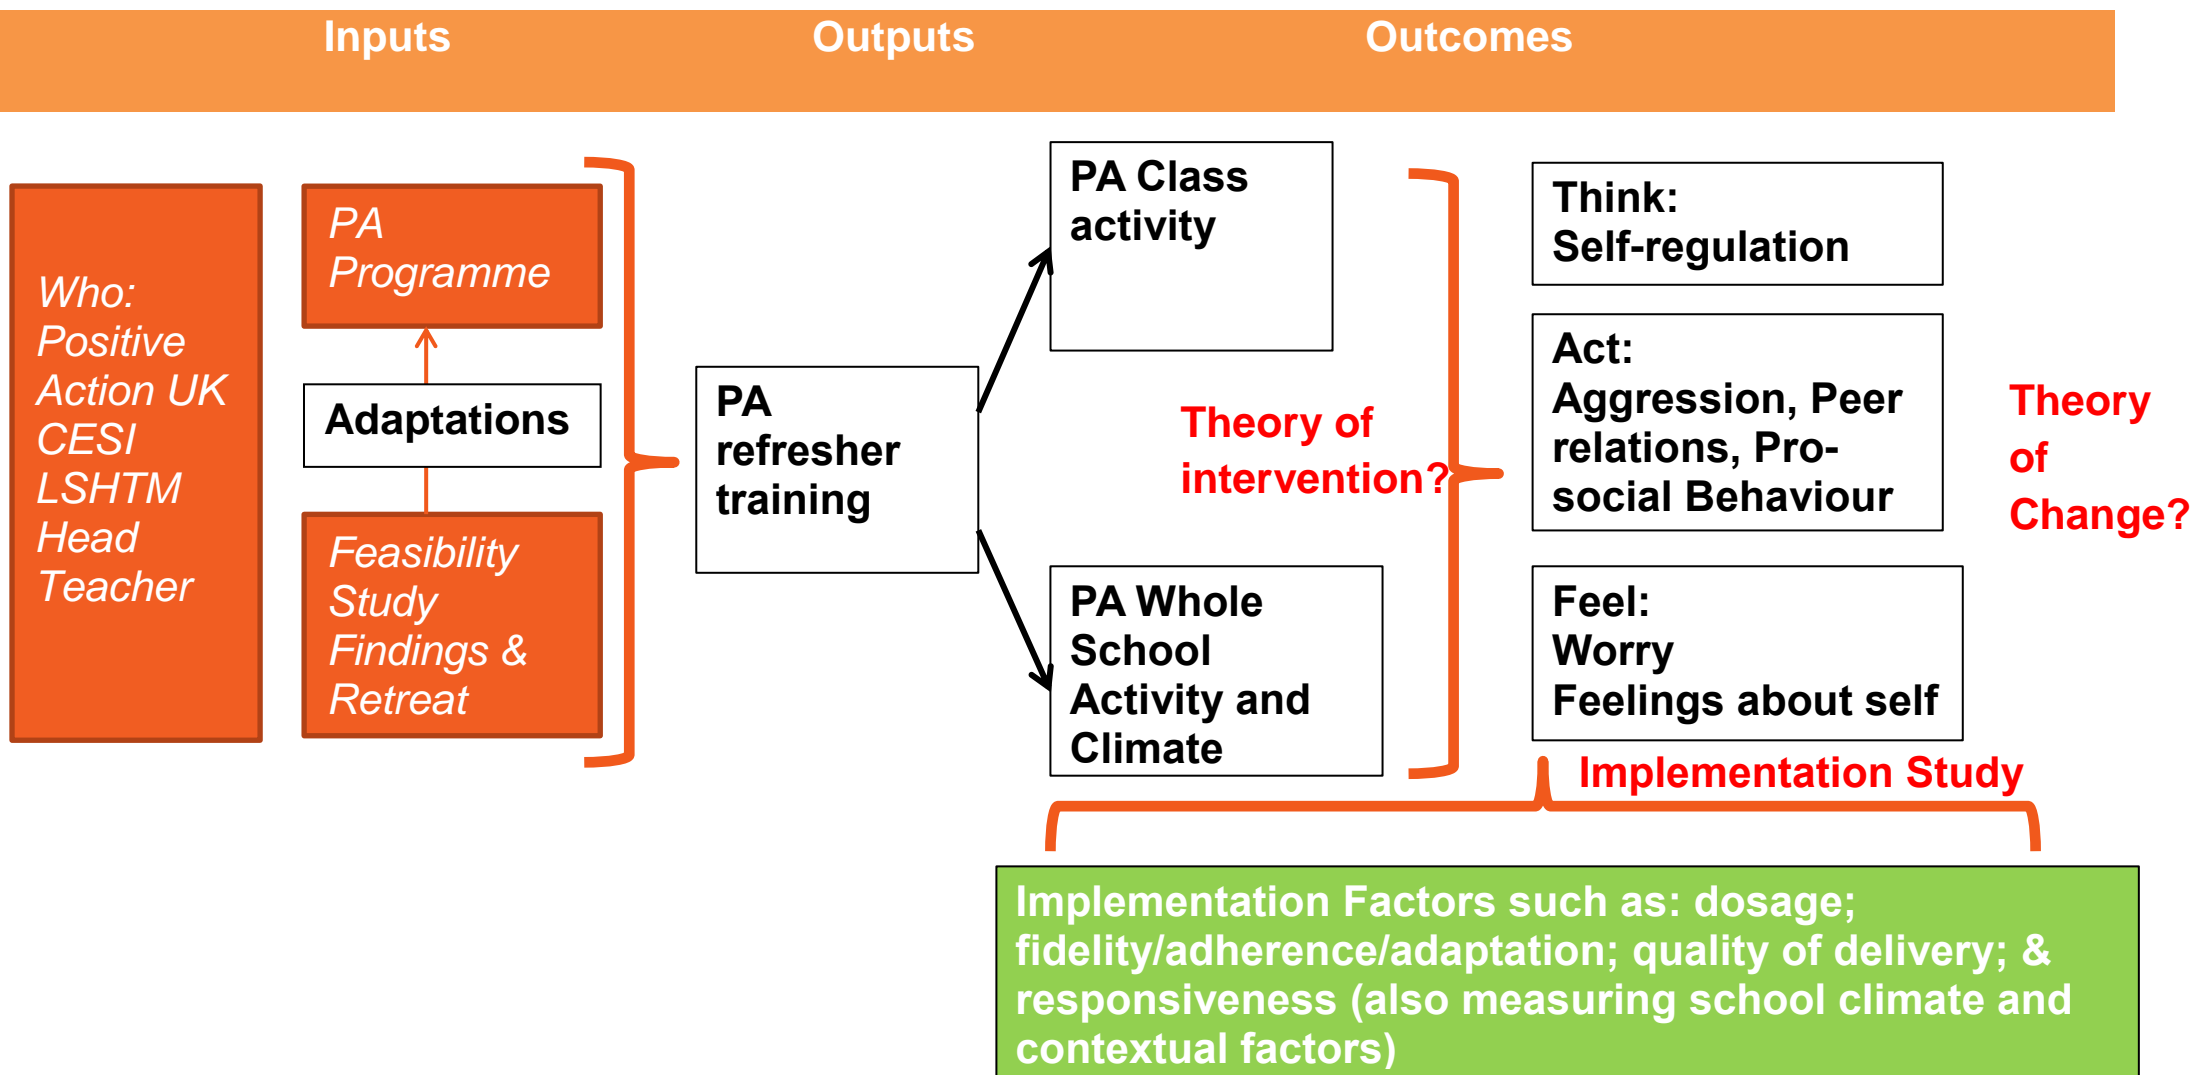 Inputs
Outputs
Outcomes
Who:
Positive
Action UK
CESI
LSHTM
Head
Teacher
PA
Programme
Adaptations
Feasibility
Study
Findings &
Retreat
PA
refresher
training
PA Class
activity
PA Whole
School
Activity and
Climate
Theory of
intervention?
Think:
Self-regulation
Act:
Aggression, Peer
relations, Pro-
social Behaviour
Feel:
Worry
Feelings about self
Theory
of
Change?
Implementation Study
Implementation Factors such as: dosage;
fidelity/adherence/adaptation; quality of delivery; &
responsiveness (also measuring school climate and
contextual factors)